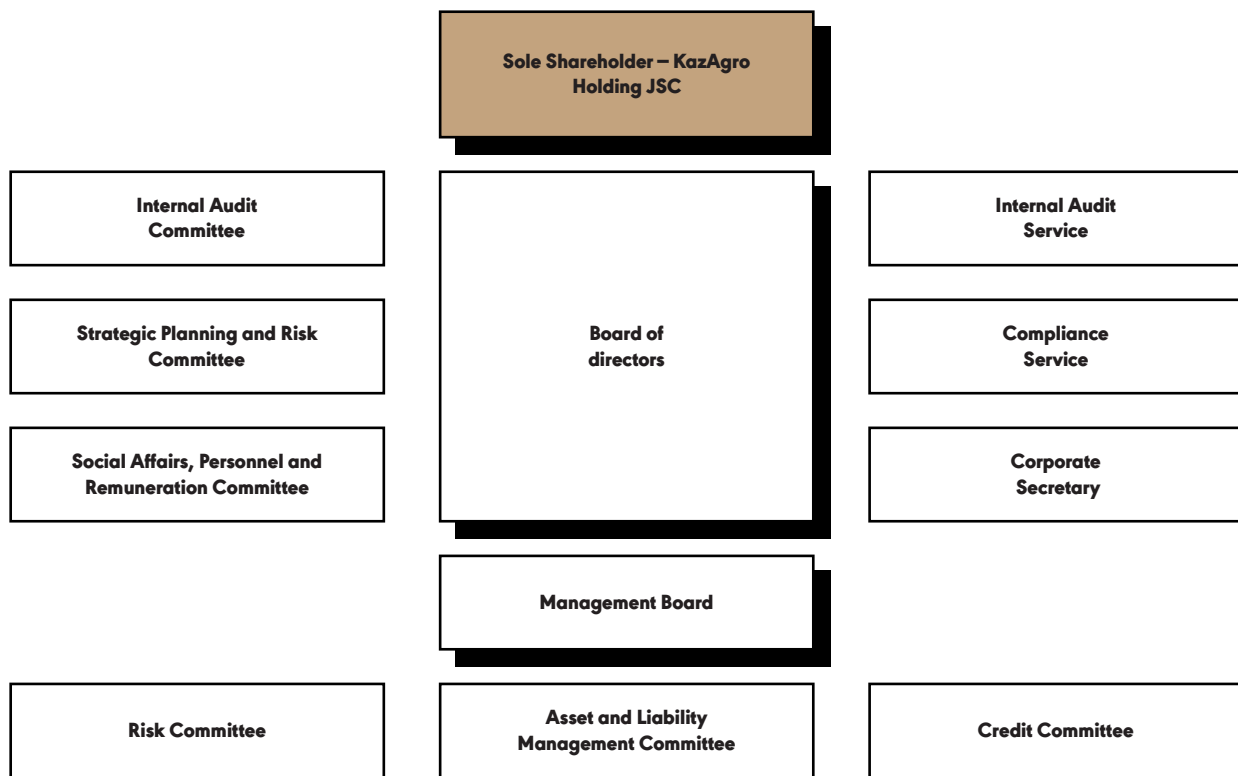 Sole Shareholder – KazAgro
Holding JSC
Internal Audit
Committee
Board of
directors
Internal Audit
Service
Strategic Planning and Risk
Committee
Compliance
Service
Social Affairs, Personnel and
Remuneration Committee
Corporate
Secretary
Management Board
Risk Committee
Asset and Liability
Management Committee
Credit Committee